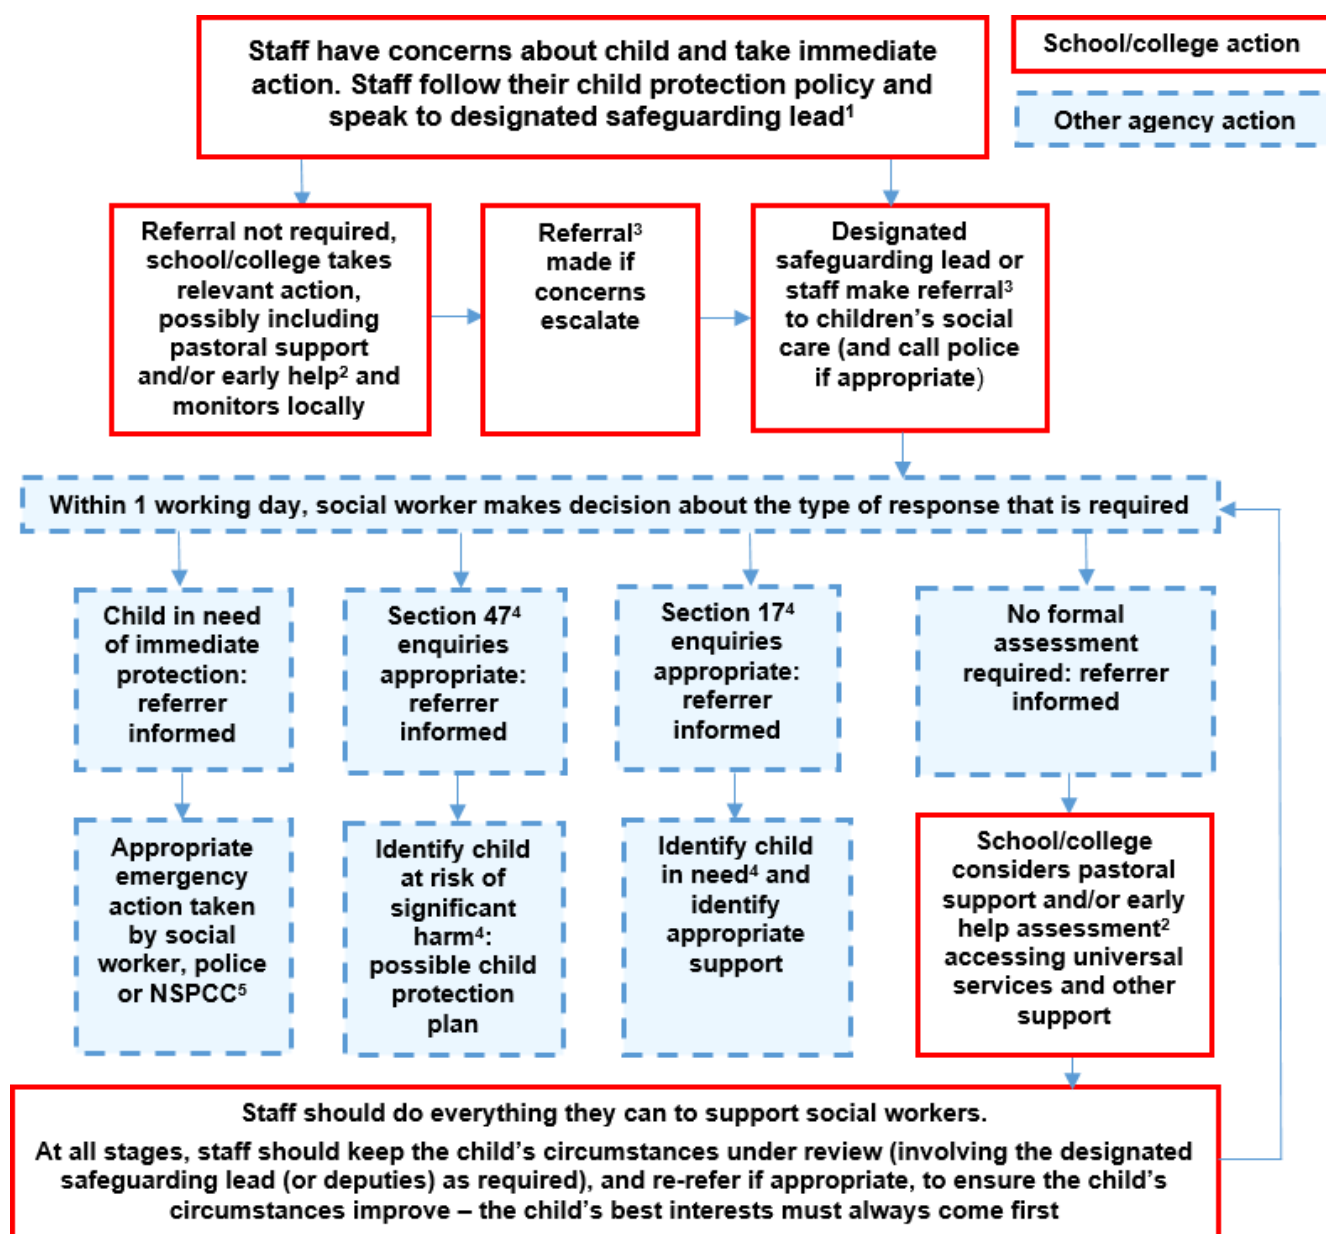 Staff have concerns about child and take immediate
action. Staff follow their child protection policy and
speak to designated safeguarding lead¹
School/college action
Other agency action
Referral not required,
school/college takes
relevant action,
possibly including
pastoral support
and/or early help² and
monitors locally
Referral³
made if
concerns
escalate
Designated
safeguarding lead or
staff make referral³
to children’s social
care (and call police
if appropriate)
Within 1 working day, social worker makes decision about the type of response that is required
Child in need
of immediate
protection:
referrer
informed
Section 47⁴
enquiries
appropriate:
referrer
informed
Section 17⁴
enquiries
appropriate:
referrer
informed
No formal
assessment
required: referrer
informed
Appropriate
emergency
action taken
by social
worker, police
or NSPCC⁵
Identify child
at risk of
significant
harm⁴:
possible child
protection
plan
Identify child
in need⁴ and
identify
appropriate
support
School/college
considers pastoral
support and/or early
help assessment²
accessing universal
services and other
support
Staff should do everything they can to support social workers.
At all stages, staff should keep the child’s circumstances under review (involving the designated
safeguarding lead (or deputies) as required), and re-refer if appropriate, to ensure the child’s
circumstances improve – the child’s best interests must always come first